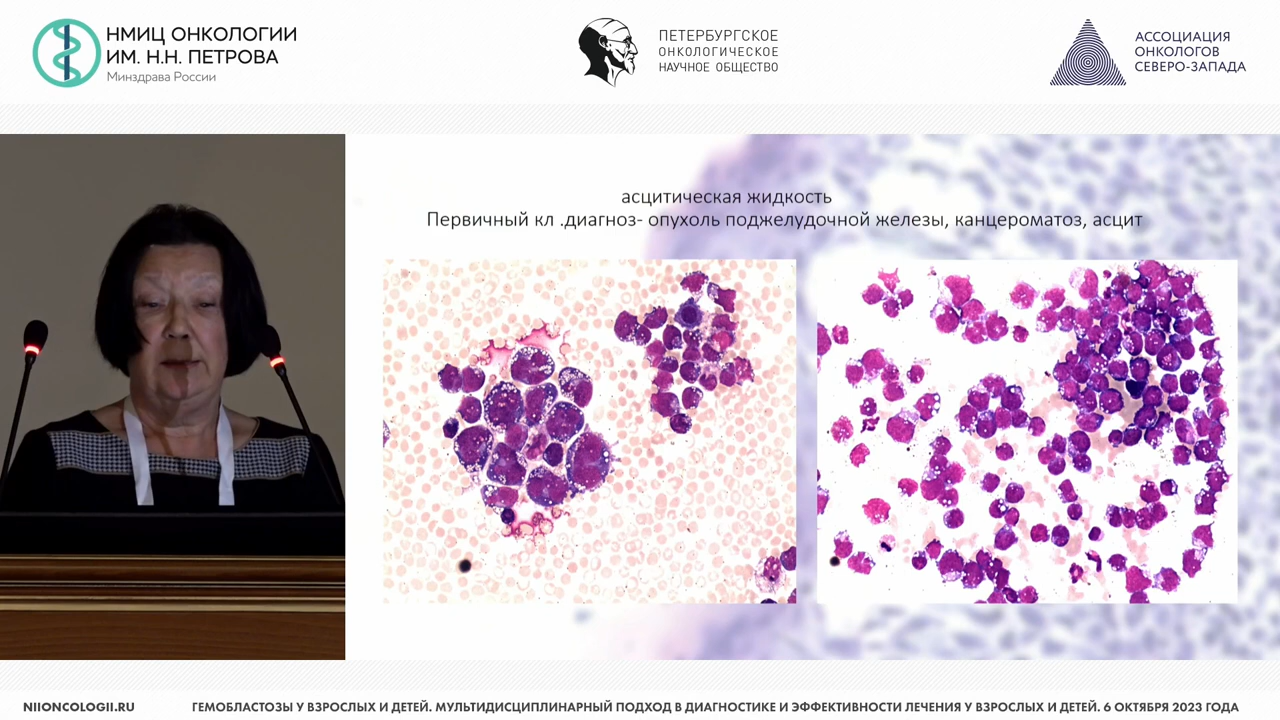 НМИЦ ОНКОЛОГИИ
ИМ. Н.Н. ПЕТРОВА
Минздрава России
ПЕТЕРБУРГСКОЕ
ОНКОЛОГИЧЕСКОЕ
НАУЧНОЕ ОБЩЕСТВО
АССОЦИАЦИЯ
ОНКОЛОГОВ
СЕВЕРО-ЗАПАДА
асцитическая жидкость
Первичный кл .диагноз- опухоль поджелудочной железы, канцероматоз, асцит
NIIONCOLOGII.RU
ГЕМОБЛАСТОЗЫ У ВЗРОСЛЫХ И ДЕТЕЙ. МУЛЬТИДИСЦИПЛИНАРНЫЙ ПОДХОД В ДИАГНОСТИКЕ И ЭФФЕКТИВНОСТИ ЛЕЧЕНИЯ У ВЗРОСЛЫХ И ДЕТЕЙ. 6 ОКТЯБРЯ 2023 ГОДА